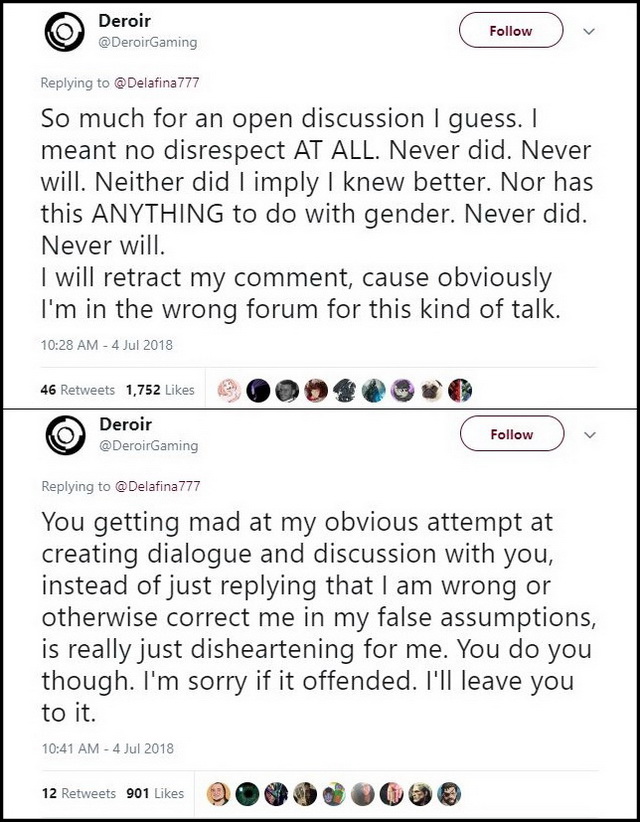 Deroir
@DeroirGaming
Follow
Replying to @Delafina777
So much for an open discussion I guess. I
meant no disrespect AT ALL. Never did. Never
will. Neither did I imply I knew better. Nor has
this ANYTHING to do with gender. Never did.
Never will.
I will retract my comment, cause obviously
I'm in the wrong forum for this kind of talk.
10:28 AM - 4 Jul 2018
46 Retweets 1,752 Likes
Deroir
@DeroirGaming
Follow
Replying to @Delafina777
You getting mad at my obvious attempt at
creating dialogue and discussion with you,
instead of just replying that I am wrong or
otherwise correct me in my false assumptions,
is really just disheartening for me. You do you
though. I'm sorry if it offended. I'll leave you
to it.
10:41 AM - 4 Jul 2018
12 Retweets 901 Likes